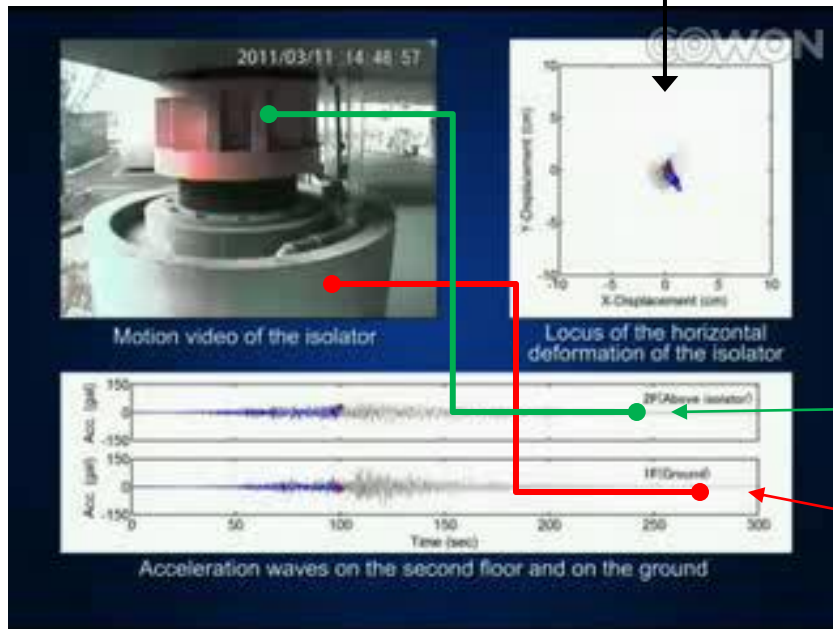 COWON
2011/03/11 14:46:57
10
5
0
-5
-10
Y-Displacement (cm)
-10 -5 0 5 10
X-Displacement (cm)
Motion video of the isolator
Locus of the horizontal
deformation of the isolator
150
0
-150
Acc. (gal)
2F(Above isolator)
150
0
-150
Acc. (gal)
1F(Ground)
0 50 100 150 200 250 300
Time (sec)
Acceleration waves on the second floor and on the ground